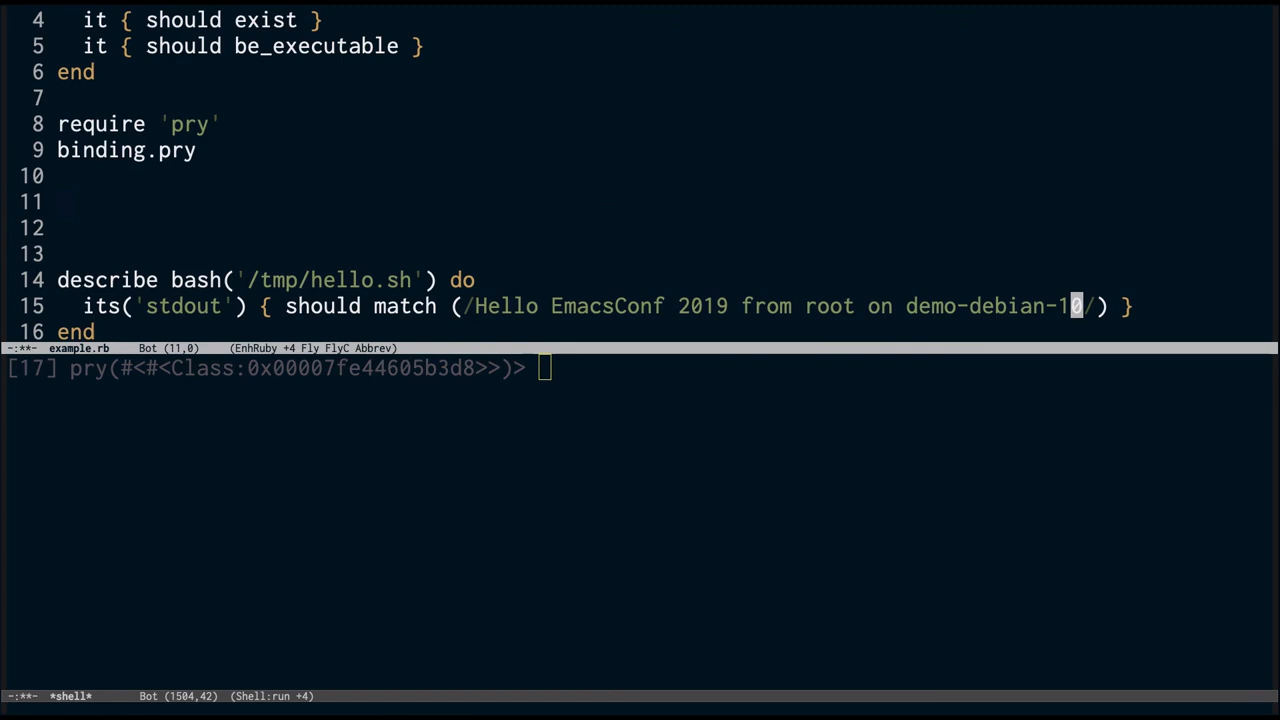 4   it { should exist }
5   it { should be_executable }
6 end
7
8 require 'pry'
9 binding.pry
10
11
12
13
14 describe bash('/tmp/hello.sh') do
15   its('stdout') { should match (/Hello EmacsConf 2019 from root on demo-debian-10/) }
16 end
-:**-  example.rb     Bot (11,0)     (EnhRuby +4 Fly FlyC Abbrev)
[17] pry(#<#<Class:0x00007fe44605b3d8>>)>
-:**-  *shell*        Bot (1504,42)  (Shell:run +4)